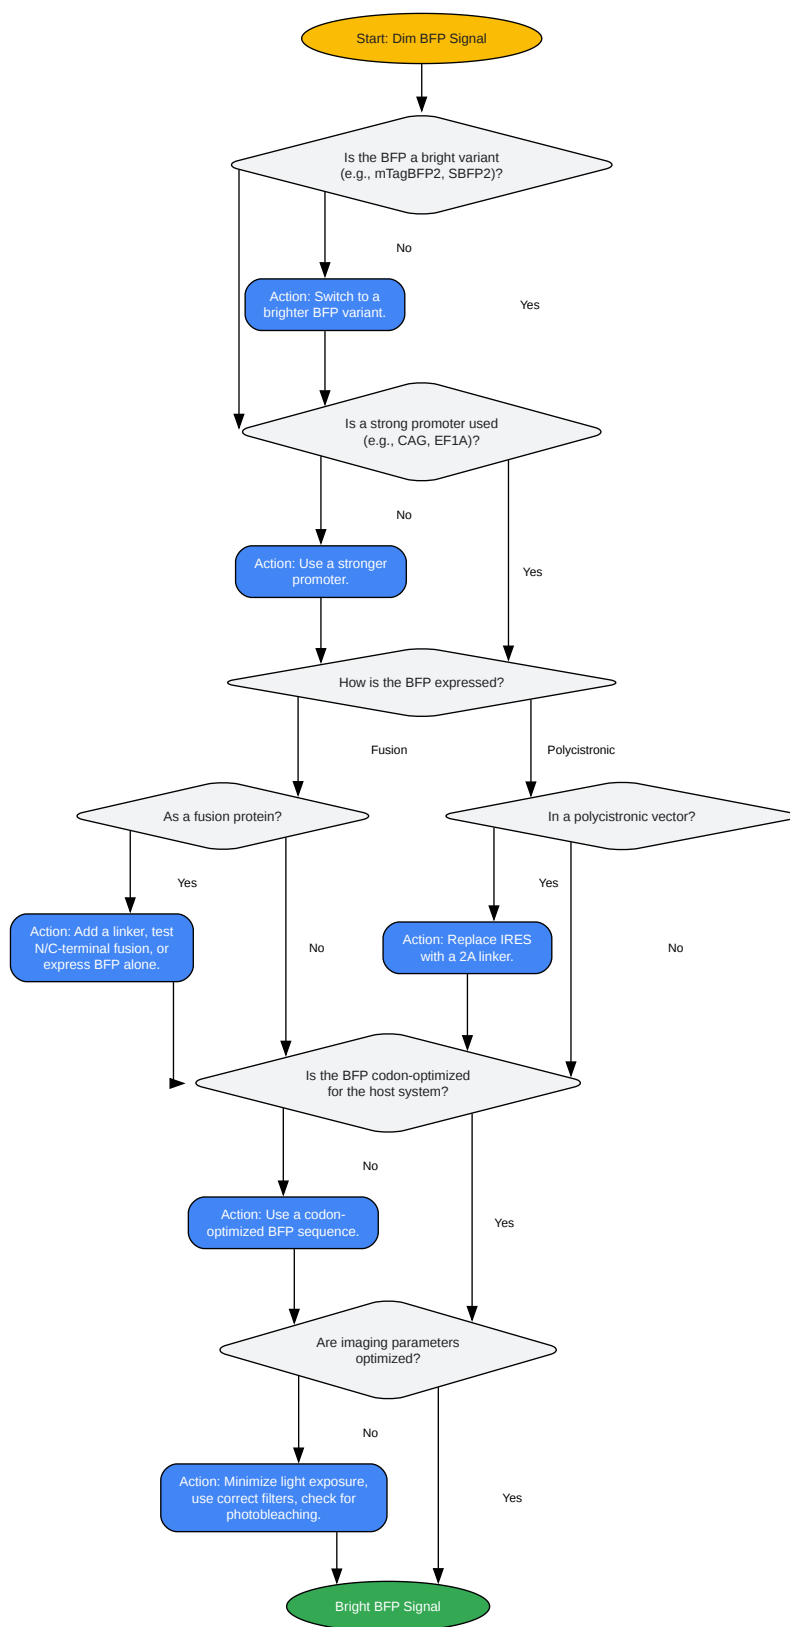 Start: Dim BFP Signal
Is the BFP a bright variant
(e.g., mTagBFP2, SBFP2)?
No
Action: Switch to a
brighter BFP variant.
Yes
Is a strong promoter used
(e.g., CAG, EF1A)?
No
Action: Use a stronger
promoter.
Yes
How is the BFP expressed?
Fusion
Polycistronic
As a fusion protein?
In a polycistronic vector?
Yes
Yes
Action: Add a linker, test
N/C-terminal fusion, or
express BFP alone.
No
Action: Replace IRES
with a 2A linker.
No
Is the BFP codon-optimized
for the host system?
No
Action: Use a codon-
optimized BFP sequence.
Yes
Are imaging parameters
optimized?
No
Action: Minimize light exposure,
use correct filters, check for
photobleaching.
Yes
Bright BFP Signal